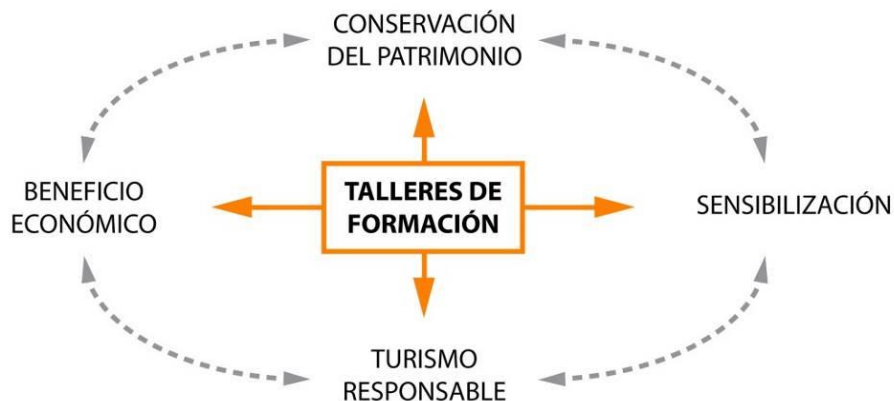 CONSERVACIÓN
DEL PATRIMONIO
BENEFICIO
ECONÓMICO
TALLERES DE
FORMACIÓN
SENSIBILIZACIÓN
TURISMO
RESPONSABLE